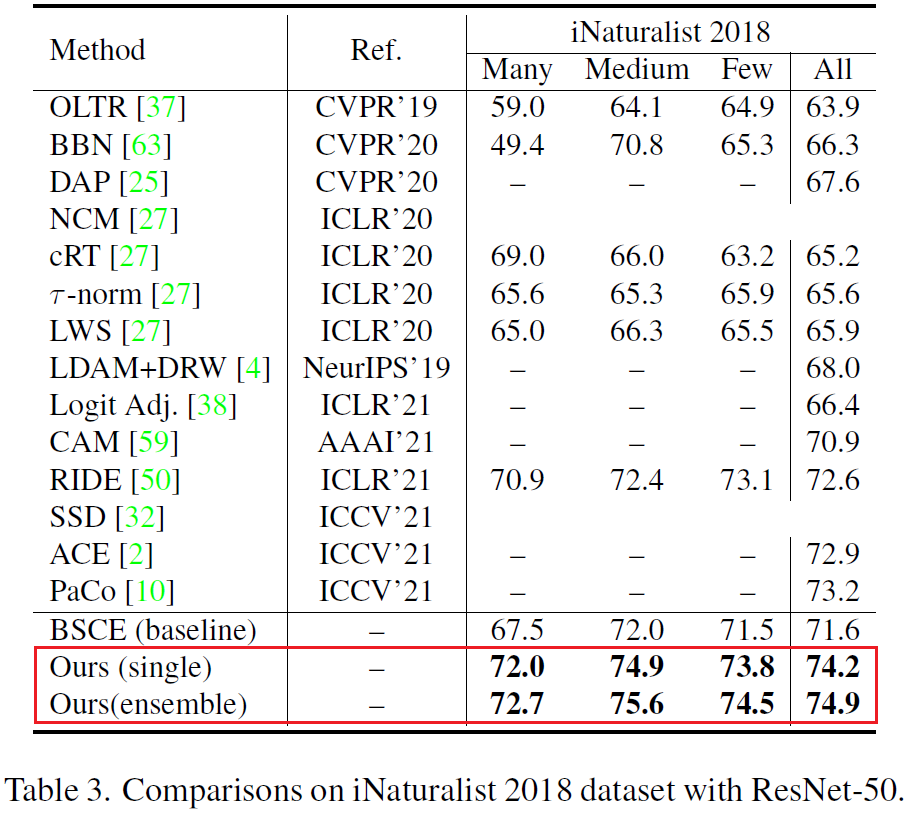 Method Ref. iNaturalist 2018
Many Medium Few All
OLTR [37] CVPR'19 59.0 64.1 64.9 63.9
BBN [63] CVPR'20 49.4 70.8 65.3 66.3
DAP [25] CVPR'20 – – – 67.6
NCM [27] ICLR'20
cRT [27] ICLR'20 69.0 66.0 63.2 65.2
τ-norm [27] ICLR'20 65.6 65.3 65.9 65.6
LWS [27] ICLR'20 65.0 66.3 65.5 65.9
LDAM+DRW [4] NeurIPS'19 – – – 68.0
Logit Adj. [38] ICLR'21 – – – 66.4
CAM [59] AAAI'21 – – – 70.9
RIDE [50] ICLR'21 70.9 72.4 73.1 72.6
SSD [32] ICCV'21
ACE [2] ICCV'21 – – – 72.9
PaCo [10] ICCV'21 – – – 73.2
BSCE (baseline) – 67.5 72.0 71.5 71.6
Ours (single) – 72.0 74.9 73.8 74.2
Ours(ensemble) – 72.7 75.6 74.5 74.9
Table 3. Comparisons on iNaturalist 2018 dataset with ResNet-50.